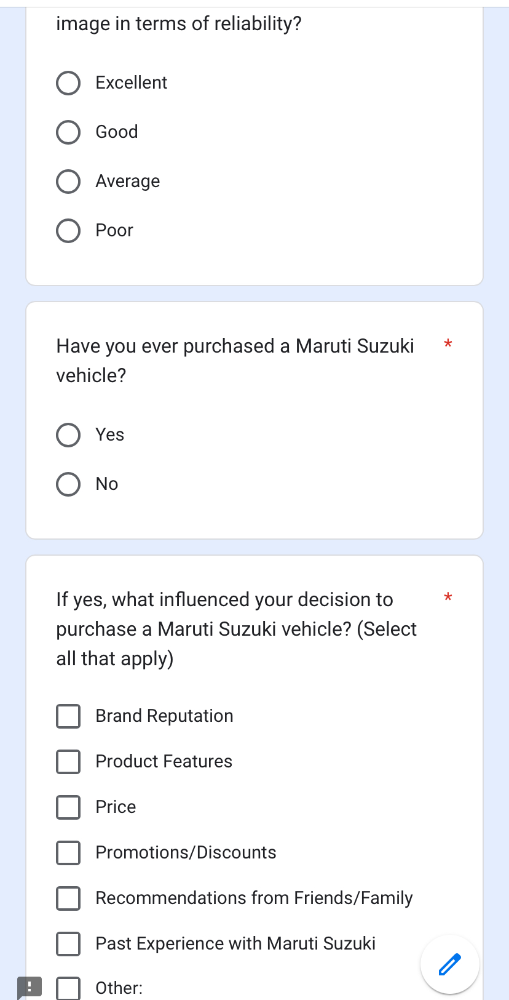 image in terms of reliability?
Excellent
Good
Average
Poor
Have you ever purchased a Maruti Suzuki *
vehicle?
Yes
No
If yes, what influenced your decision to *
purchase a Maruti Suzuki vehicle? (Select
all that apply)
Brand Reputation
Product Features
Price
Promotions/Discounts
Recommendations from Friends/Family
Past Experience with Maruti Suzuki
Other: